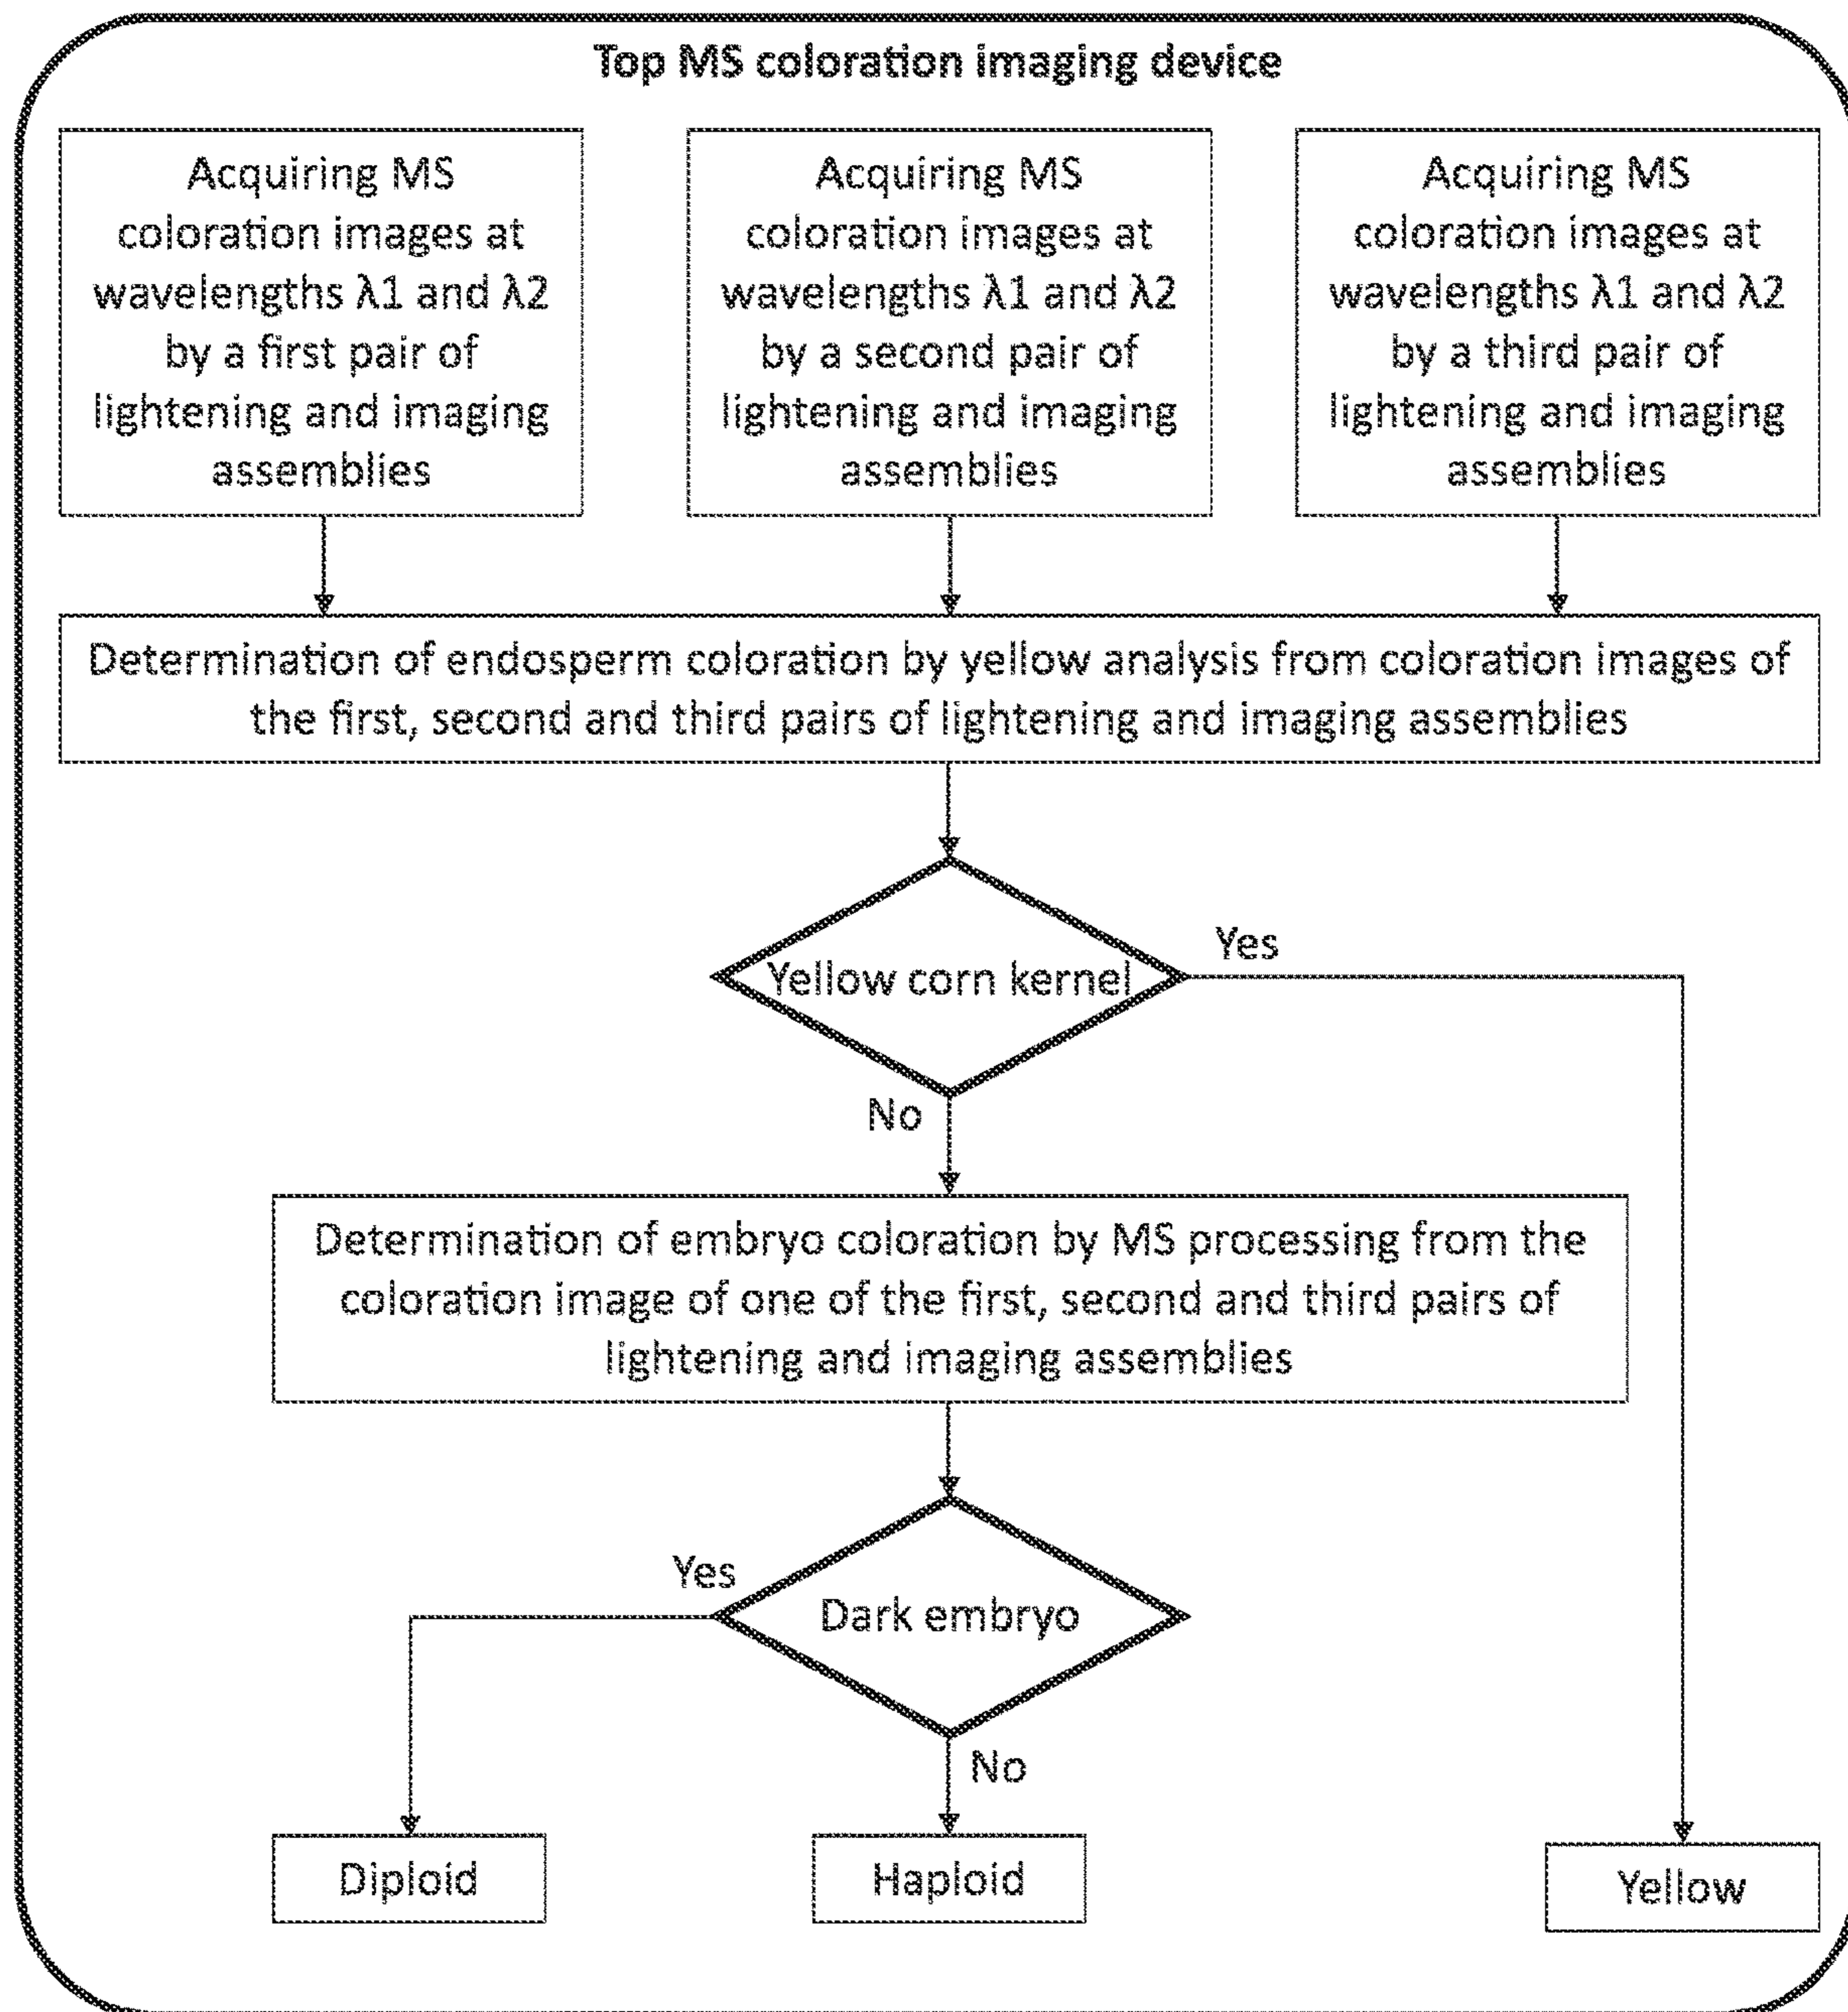 Top MS coloration imaging device
Acquiring MS
coloration images at
wavelengths λ1 and λ2
by a first pair of
lightening and imaging
assemblies
Acquiring MS
coloration images at
wavelengths λ1 and λ2
by a second pair of
lightening and imaging
assemblies
Acquiring MS
coloration images at
wavelengths λ1 and λ2
by a third pair of
lightening and imaging
assemblies
Determination of endosperm coloration by yellow analysis from coloration images of
the first, second and third pairs of lightening and imaging assemblies
Yellow corn kernel
Yes
No
Determination of embryo coloration by MS processing from the
coloration image of one of the first, second and third pairs of
lightening and imaging assemblies
Yes
Dark embryo
No
Diploid
Haploid
Yellow